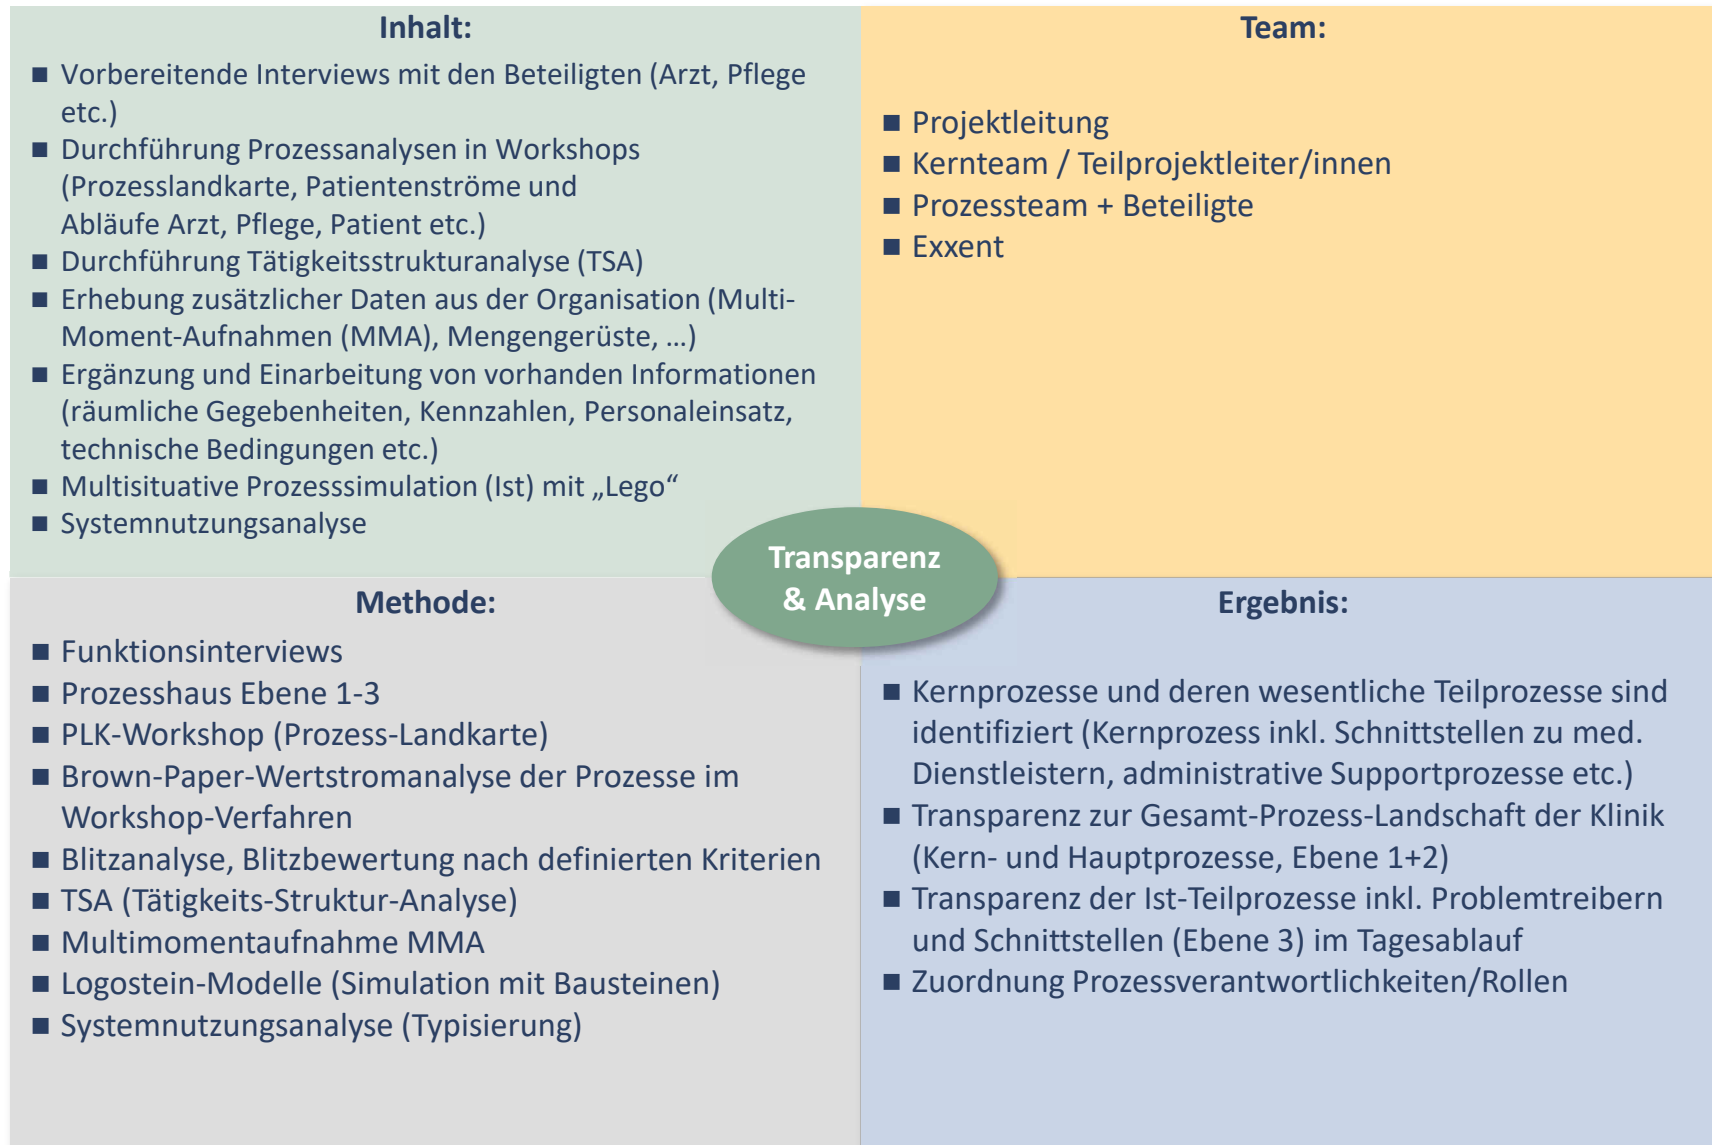 Inhalt:
■ Vorbereitende Interviews mit den Beteiligten (Arzt, Pflege
etc.)
■ Durchführung Prozessanalysen in Workshops
(Prozesslandkarte, Patientenströme und
Abläufe Arzt, Pflege, Patient etc.)
■ Durchführung Tätigkeitsstrukturanalyse (TSA)
■ Erhebung zusätzlicher Daten aus der Organisation (Multi-
Moment-Aufnahmen (MMA), Mengengerüste, …)
■ Ergänzung und Einarbeitung von vorhanden Informationen
(räumliche Gegebenheiten, Kennzahlen, Personaleinsatz,
technische Bedingungen etc.)
■ Multisituative Prozesssimulation (Ist) mit „Lego“
■ Systemnutzungsanalyse
Team:
■ Projektleitung
■ Kernteam / Teilprojektleiter/innen
■ Prozessteam + Beteiligte
■ Exxent
Transparenz
& Analyse
Methode:
■ Funktionsinterviews
■ Prozesshaus Ebene 1-3
■ PLK-Workshop (Prozess-Landkarte)
■ Brown-Paper-Wertstromanalyse der Prozesse im
Workshop-Verfahren
■ Blitzanalyse, Blitzbewertung nach definierten Kriterien
■ TSA (Tätigkeits-Struktur-Analyse)
■ Multimomentaufnahme MMA
■ Logostein-Modelle (Simulation mit Bausteinen)
■ Systemnutzungsanalyse (Typisierung)
Ergebnis:
■ Kernprozesse und deren wesentliche Teilprozesse sind
identifiziert (Kernprozess inkl. Schnittstellen zu med.
Dienstleistern, administrative Supportprozesse etc.)
■ Transparenz zur Gesamt-Prozess-Landschaft der Klinik
(Kern- und Hauptprozesse, Ebene 1+2)
■ Transparenz der Ist-Teilprozesse inkl. Problemtreibern
und Schnittstellen (Ebene 3) im Tagesablauf
■ Zuordnung Prozessverantwortlichkeiten/Rollen